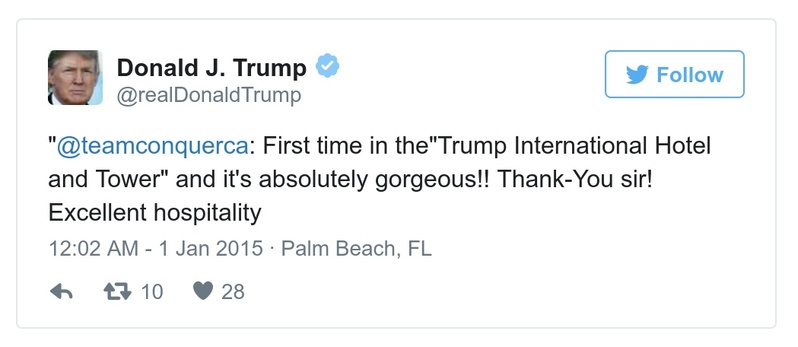 Donald J. Trump
Follow
@realDonaldTrump
"@teamconquerca: First time in the"Trump International Hotel
and Tower" and it's absolutely gorgeous!! Thank-You sir!
Excellent hospitality
12:02 AM - 1 Jan 2015 · Palm Beach, FL
10 28